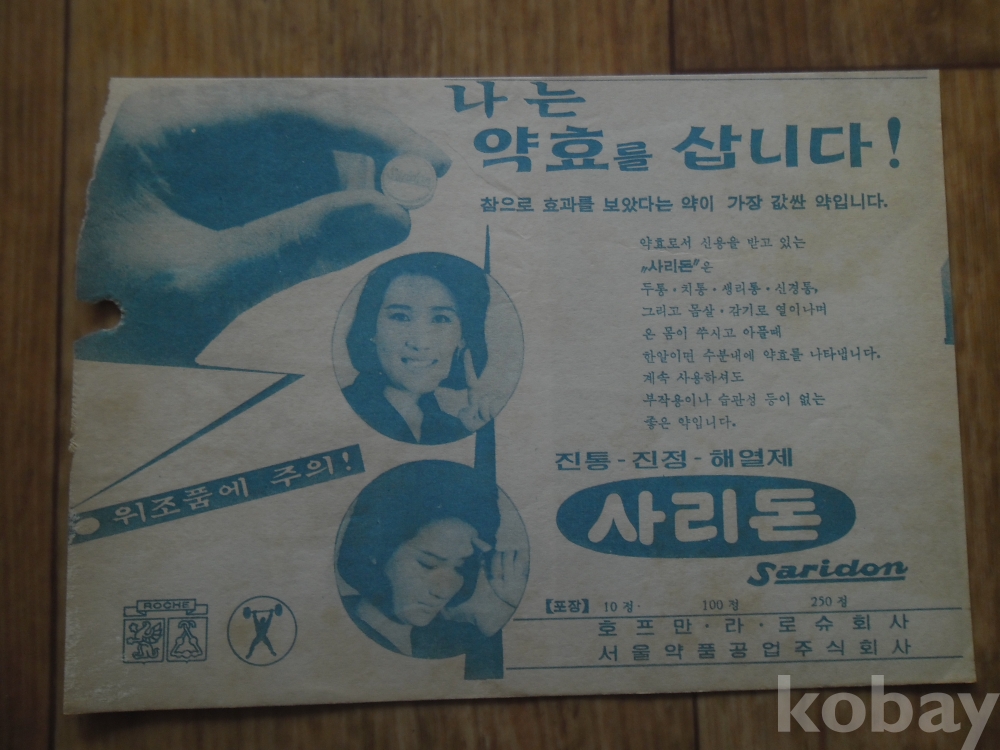 나는
약효를 삽니다!
참으로 효과를 보았다는 약이 가장 값싼 약입니다.
약효로서 신용을 받고 있는
„사리돈"은
두통·치통·생리통·신경통,
그리고 몸살·감기로 열이나며
온 몸이 쑤시고 아플때
한알이면 수분내에 약효를 나타냅니다.
계속 사용하셔도
부작용이나 습관성 등이 없는
좋은 약입니다.
위조품에 주의!
진통-진정-해열제
사리돈
Saridon
【포장】 10정· 100정 250정
호프만·라·로슈회사
서울약품공업주식회사
ROCHE
kobay